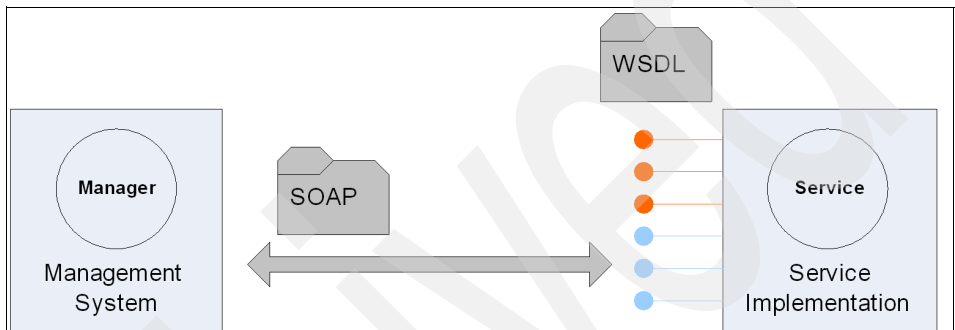 WSDL
Manager
SOAP
Service
Management
System
Service
Implementation